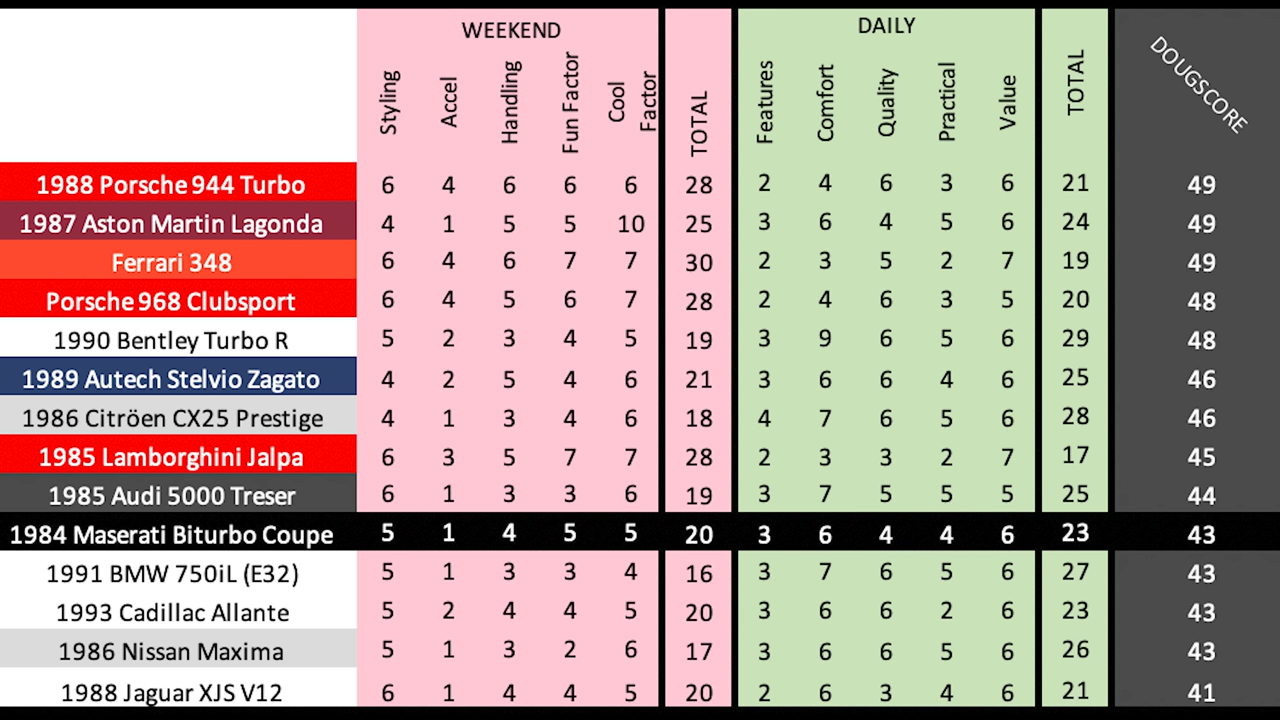 WEEKEND DAILY
Styling Accel Handling Fun Factor Cool Factor TOTAL Features Comfort Quality Practical Value TOTAL DOUGSCORE
1988 Porsche 944 Turbo 6 4 6 6 6 28 2 4 6 3 6 21 49
1987 Aston Martin Lagonda 4 1 5 5 10 25 3 6 4 5 6 24 49
Ferrari 348 6 4 6 7 7 30 2 3 5 2 7 19 49
Porsche 968 Clubsport 6 4 5 6 7 28 2 4 6 3 5 20 48
1990 Bentley Turbo R 5 2 3 4 5 19 3 9 6 5 6 29 48
1989 Autech Stelvio Zagato 4 2 5 4 6 21 3 6 6 4 6 25 46
1986 Citröen CX25 Prestige 4 1 3 4 6 18 4 7 6 5 6 28 46
1985 Lamborghini Jalpa 6 3 5 7 7 28 2 3 3 2 7 17 45
1985 Audi 5000 Treser 6 1 3 3 6 19 3 7 5 5 5 25 44
1984 Maserati Biturbo Coupe 5 1 4 5 5 20 3 6 4 4 6 23 43
1991 BMW 750iL (E32) 5 1 3 3 4 16 3 7 6 5 6 27 43
1993 Cadillac Allante 5 2 4 4 5 20 3 6 6 2 6 23 43
1986 Nissan Maxima 5 1 3 2 6 17 3 6 6 5 6 26 43
1988 Jaguar XJS V12 6 1 4 4 5 20 2 6 3 4 6 21 41